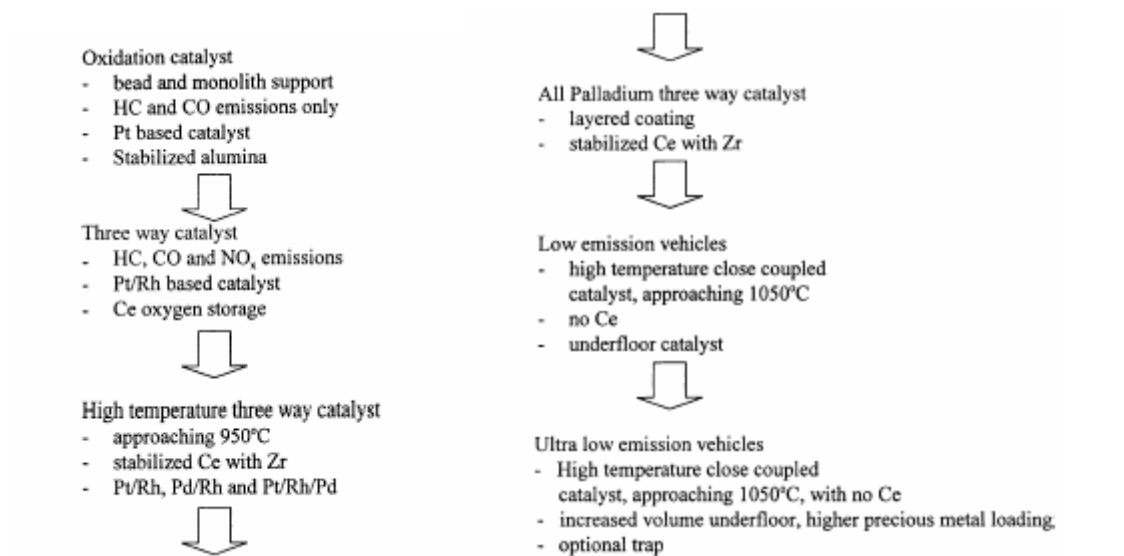 Oxidation catalyst
- bead and monolith support
- HC and CO emissions only
- Pt based catalyst
- Stabilized alumina
Three way catalyst
- HC, CO and NOx emissions
- Pt/Rh based catalyst
- Ce oxygen storage
High temperature three way catalyst
- approaching 950°C
- stabilized Ce with Zr
- Pt/Rh, Pd/Rh and Pt/Rh/Pd
All Palladium three way catalyst
- layered coating
- stabilized Ce with Zr
Low emission vehicles
- high temperature close coupled
catalyst, approaching 1050°C
- no Ce
- underfloor catalyst
Ultra low emission vehicles
- High temperature close coupled
catalyst, approaching 1050°C, with no Ce
- increased volume underfloor, higher precious metal loading
- optional trap